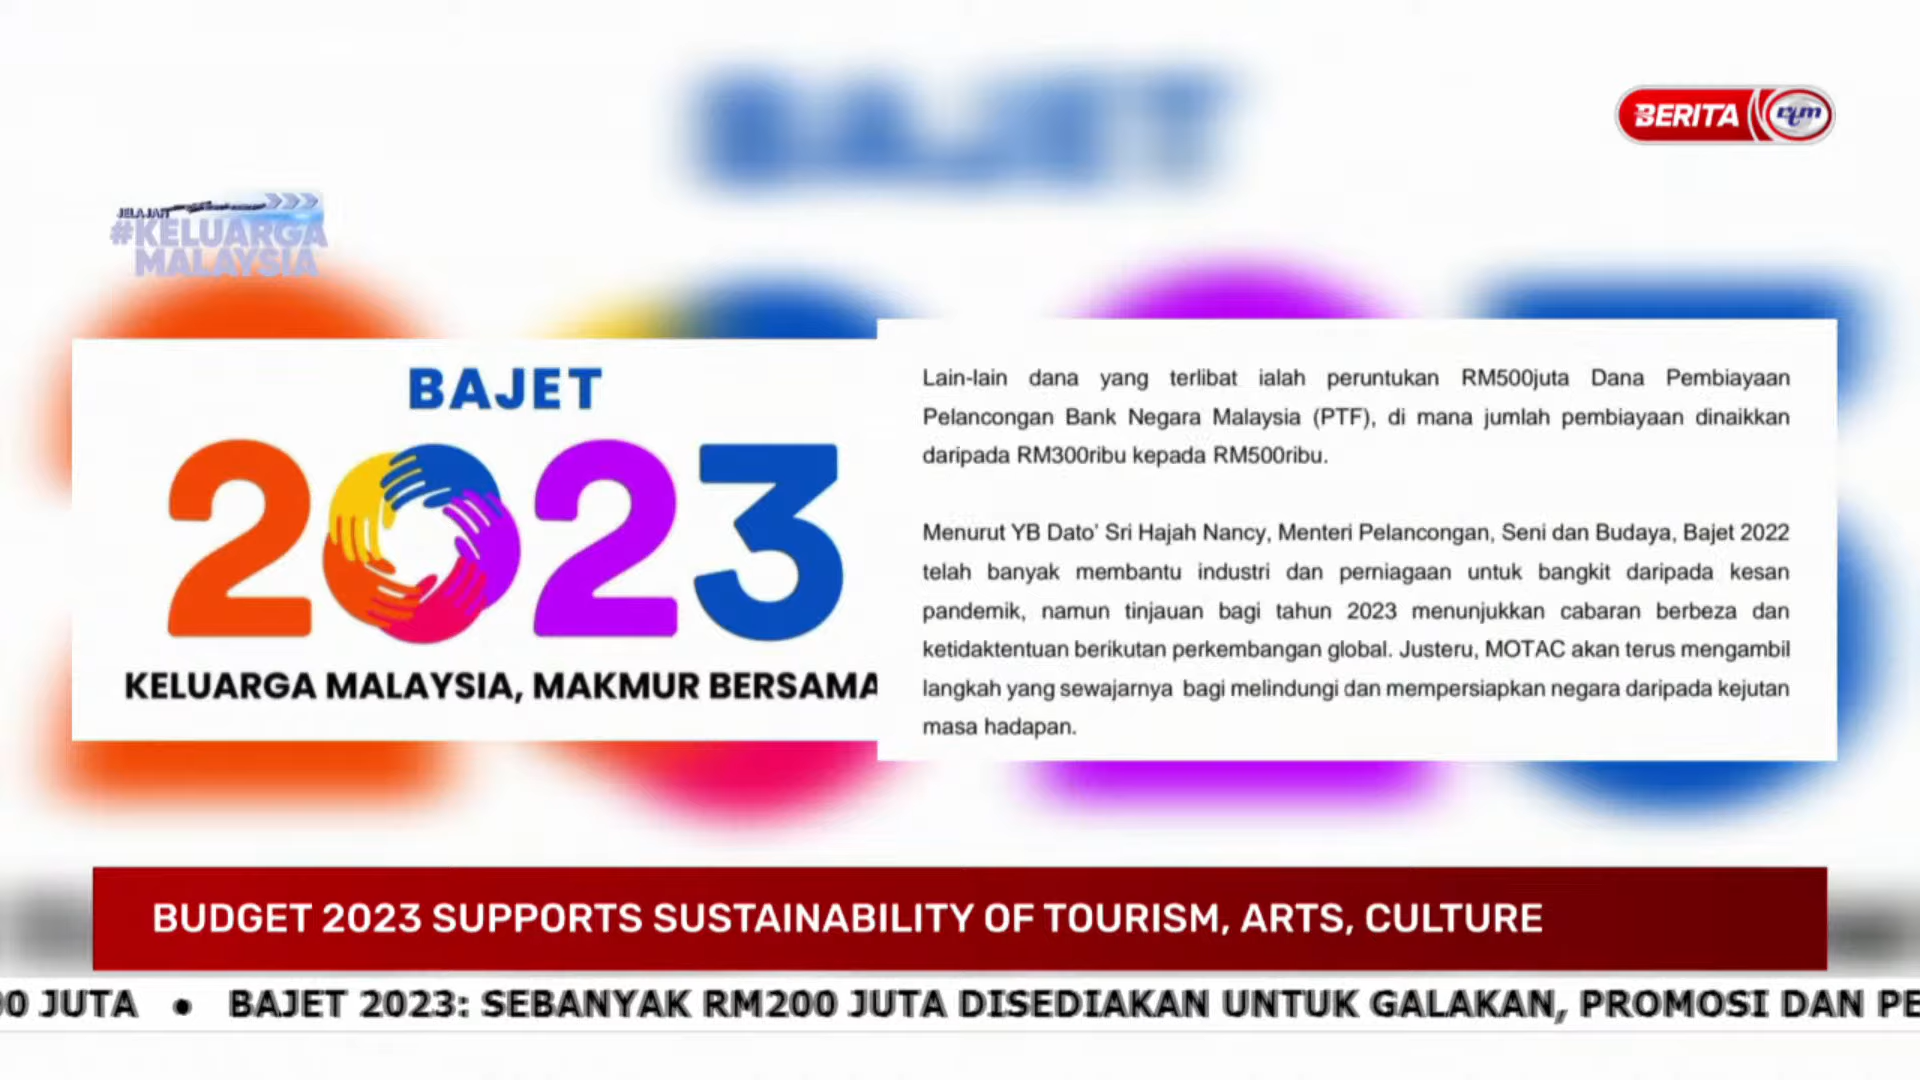 BAJET
BERITA rtm
JELAJAH
#KELUARGA
MALAYSIA
BAJET
2023
KELUARGA MALAYSIA, MAKMUR BERSAMA
Lain-lain dana yang terlibat ialah peruntukan RM500juta Dana Pembiayaan
Pelancongan Bank Negara Malaysia (PTF), di mana jumlah pembiayaan dinaikkan
daripada RM300ribu kepada RM500ribu.
Menurut YB Dato' Sri Hajah Nancy, Menteri Pelancongan, Seni dan Budaya, Bajet 2022
telah banyak membantu industri dan perniagaan untuk bangkit daripada kesan
pandemik, namun tinjauan bagi tahun 2023 menunjukkan cabaran berbeza dan
ketidaktentuan berikutan perkembangan global. Justeru, MOTAC akan terus mengambil
langkah yang sewajarnya bagi melindungi dan mempersiapkan negara daripada kejutan
masa hadapan.
BUDGET 2023 SUPPORTS SUSTAINABILITY OF TOURISM, ARTS, CULTURE
00 JUTA • BAJET 2023: SEBANYAK RM200 JUTA DISEDIAKAN UNTUK GALAKAN, PROMOSI DAN PE